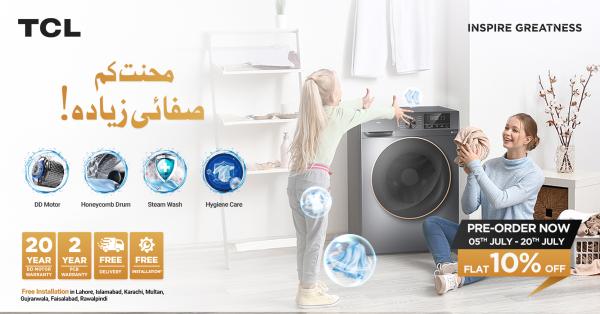 TCL
INSPIRE GREATNESS
محنت کم
صفائی زیادہ!
DD Motor
Honeycomb Drum
Steam Wash
Hygiene Care
20
YEAR
DD MOTOR
WARRANTY
2
YEAR
PCB
WARRANTY
FREE
DELIVERY
FREE
INSTALLATION*
Free Installation in Lahore, Islamabad, Karachi, Multan,
Gujranwala, Faisalabad, Rawalpindi
PRE-ORDER NOW
05TH JULY - 20TH JULY
FLAT 10% OFF